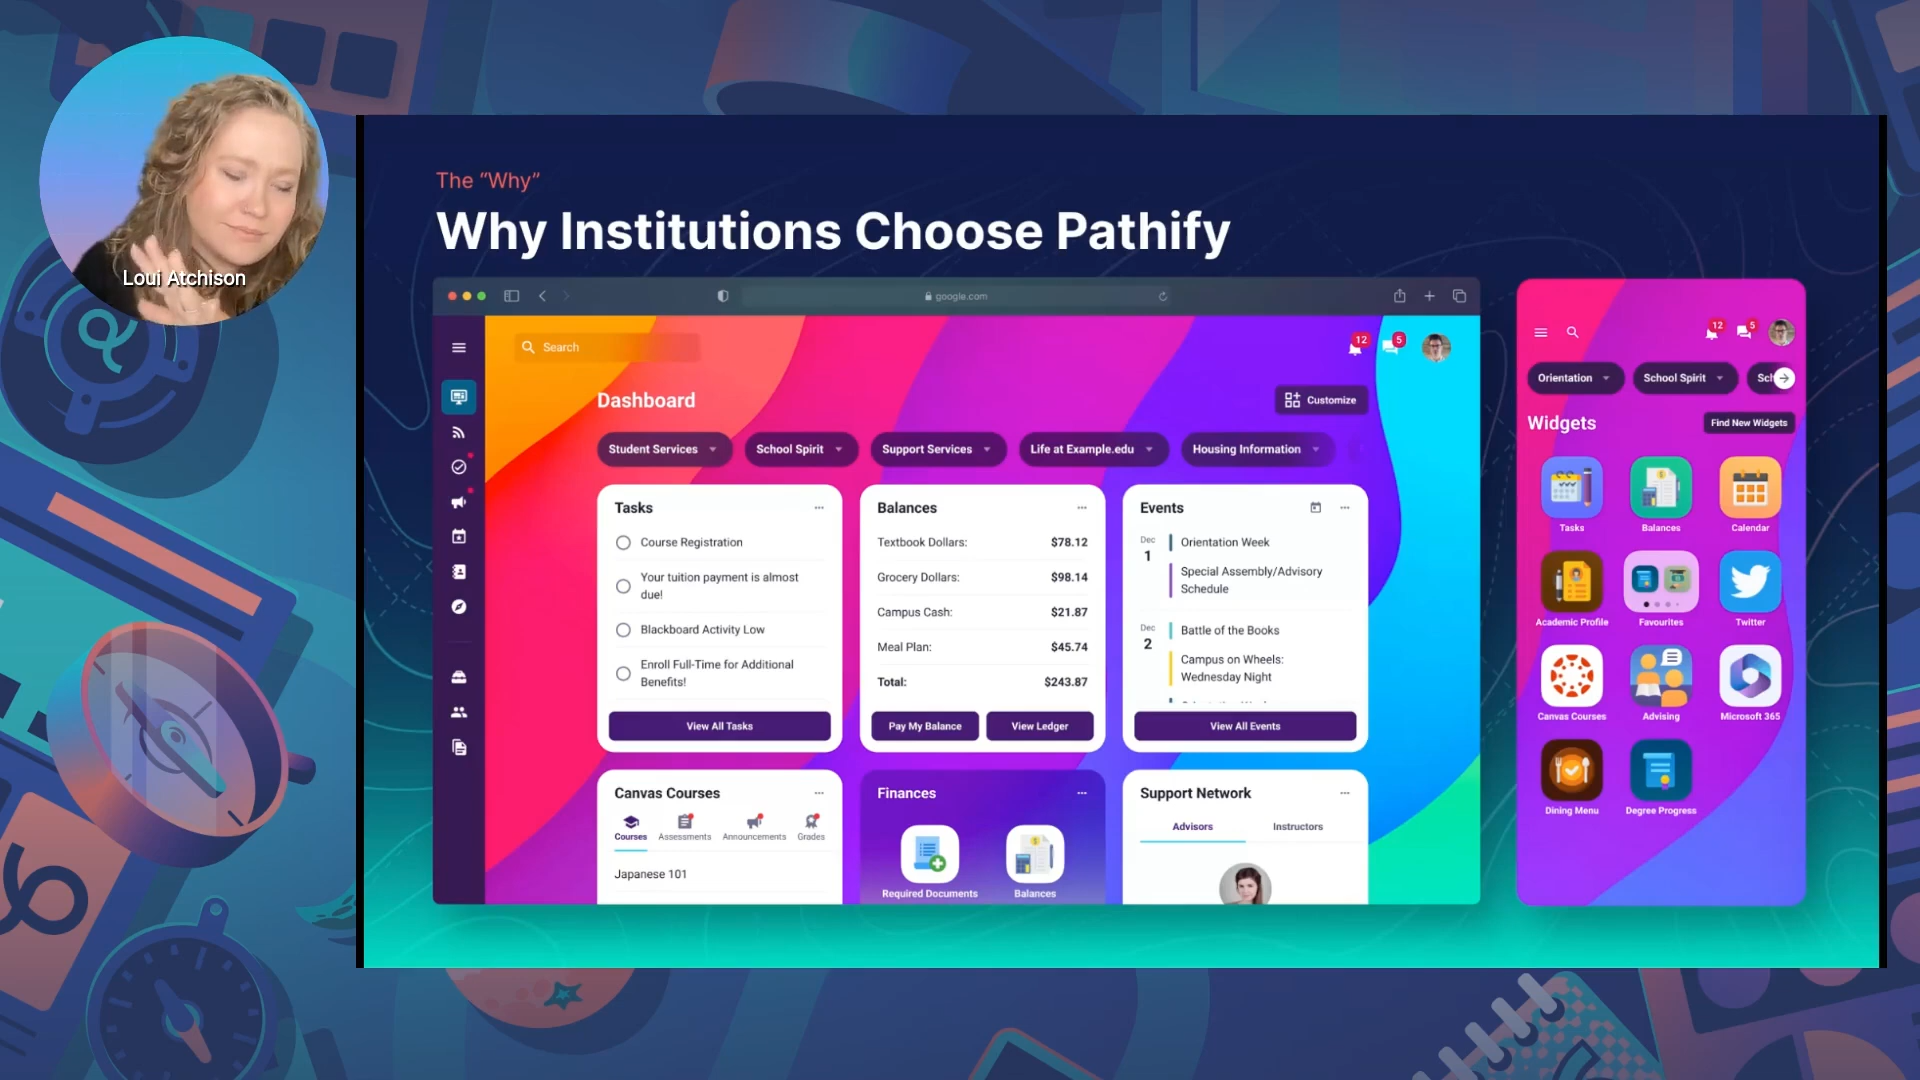 Loui Atchison
The “Why”
Why Institutions Choose Pathify
google.com
Search
12
5
Dashboard
Customize
Student Services
School Spirit
Support Services
Life at Example.edu
Housing Information
Tasks
Course Registration
Your tuition payment is almost
due!
Blackboard Activity Low
Enroll Full-Time for Additional
Benefits!
View All Tasks
Balances
Textbook Dollars: $78.12
Grocery Dollars: $98.14
Campus Cash: $21.87
Meal Plan: $45.74
Total: $243.87
Pay My Balance
View Ledger
Events
Dec
1
Orientation Week
Special Assembly/Advisory
Schedule
Dec
2
Battle of the Books
Campus on Wheels:
Wednesday Night
View All Events
Canvas Courses
Courses
Assessments
Announcements
Grades
Japanese 101
Finances
Required Documents
Balances
Support Network
Advisors
Instructors
12
5
Orientation
School Spirit
Sch
Widgets
Find New Widgets
Tasks
Balances
Calendar
Academic Profile
Favourites
Twitter
Canvas Courses
Advising
Microsoft 365
Dining Menu
Degree Progress